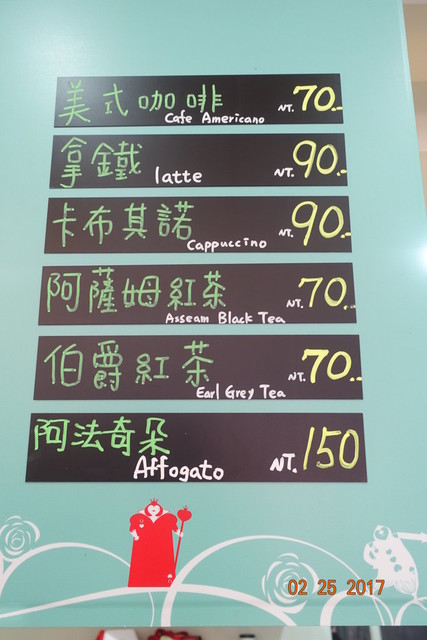 美式咖啡 NT. 70.-
Cafe Americano
拿鐵 latte NT. 90.-
卡布其諾 NT. 90.-
Cappuccino
阿薩姆紅茶 NT. 70.-
Asseam Black Tea
伯爵紅茶 NT. 70.-
Earl Grey Tea
阿法奇朵 NT. 150
Affogato
02 25 2017